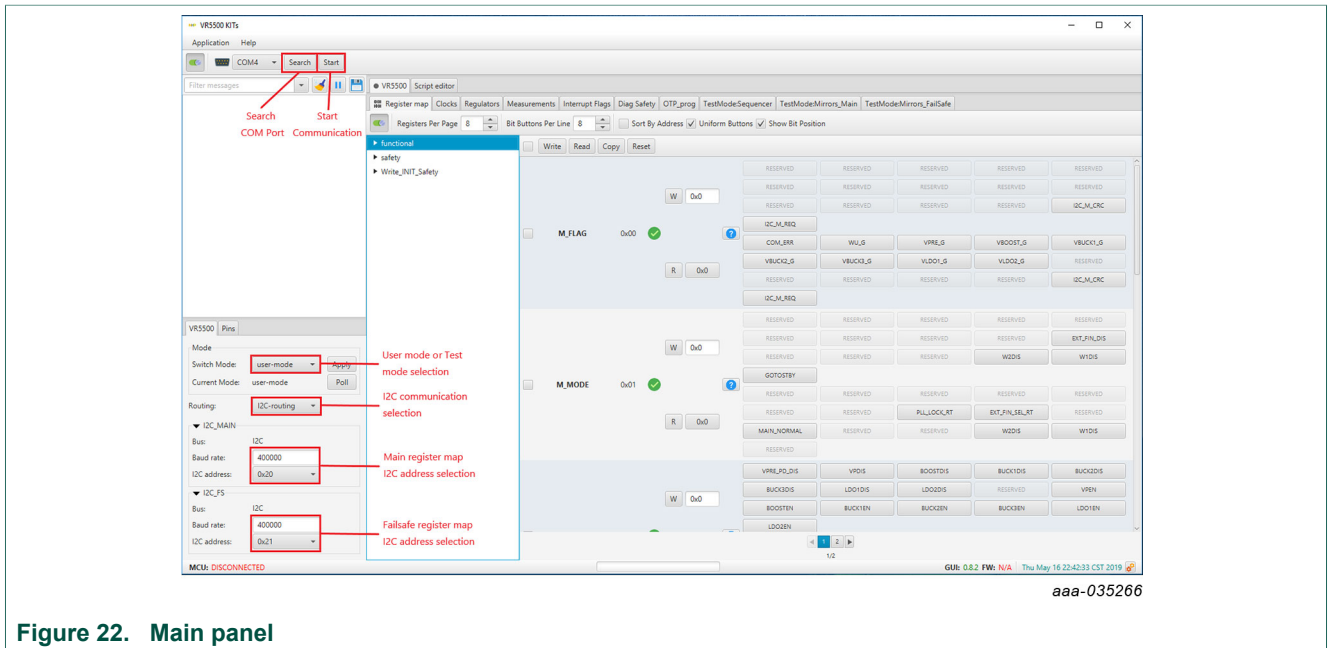 VR5500 KITs
Application Help
COM4 Search Start
Filter messages
Search COM Port
Start Communication
VR5500 Script editor
Register map Clocks Regulators Measurements Interrupt Flags Diag Safety OTP_prog TestMode:Sequencer TestMode:Mirrors_Main TestMode:Mirrors_FailSafe
Registers Per Page 8 Bit Buttons Per Line 8 Sort By Address Uniform Buttons Show Bit Position
functional
safety
Write_INIT_Safety
Write Read Copy Reset
M_FLAG 0x00
W 0x0
RESERVED RESERVED RESERVED RESERVED RESERVED
RESERVED RESERVED RESERVED RESERVED RESERVED
RESERVED RESERVED RESERVED RESERVED I2C_M_CRC
I2C_M_REQ
R 0x0
COM_ERR WU_G VPRE_G VBOOST_G VBUCK1_G
VBUCK2_G VBUCK3_G VLDO1_G VLDO2_G RESERVED
RESERVED RESERVED RESERVED RESERVED I2C_M_CRC
I2C_M_REQ
M_MODE 0x01
W 0x0
RESERVED RESERVED RESERVED RESERVED RESERVED
RESERVED RESERVED RESERVED RESERVED EXT_FIN_DIS
RESERVED RESERVED RESERVED W2DIS W1DIS
GOTOSTBY
R 0x0
RESERVED RESERVED RESERVED RESERVED RESERVED
RESERVED RESERVED PLL_LOCK_RT EXT_FIN_SEL_RT RESERVED
MAIN_NORMAL RESERVED RESERVED W2DIS W1DIS
RESERVED
W 0x0
VPRE_PD_DIS VPDIS BOOSTDIS BUCK1DIS BUCK2DIS
BUCK3DIS LDO1DIS LDO2DIS RESERVED VPEN
BOOSTEN BUCK1EN BUCK2EN BUCK3EN LDO1EN
LDO2EN
1 2
1/2
VR5500 Pins
Mode
Switch Mode: user-mode Apply
Current Mode: user-mode Poll
User mode or Test
mode selection
Routing: I2C-routing
I2C communication
selection
I2C_MAIN
Bus: I2C
Baud rate: 400000
I2C address: 0x20
Main register map
I2C address selection
I2C_FS
Bus: I2C
Baud rate: 400000
I2C address: 0x21
Failsafe register map
I2C address selection
MCU: DISCONNECTED
GUI: 0.8.2 FW: N/A Thu May 16 22:42:33 CST 2019
aaa-035266
Figure 22. Main panel